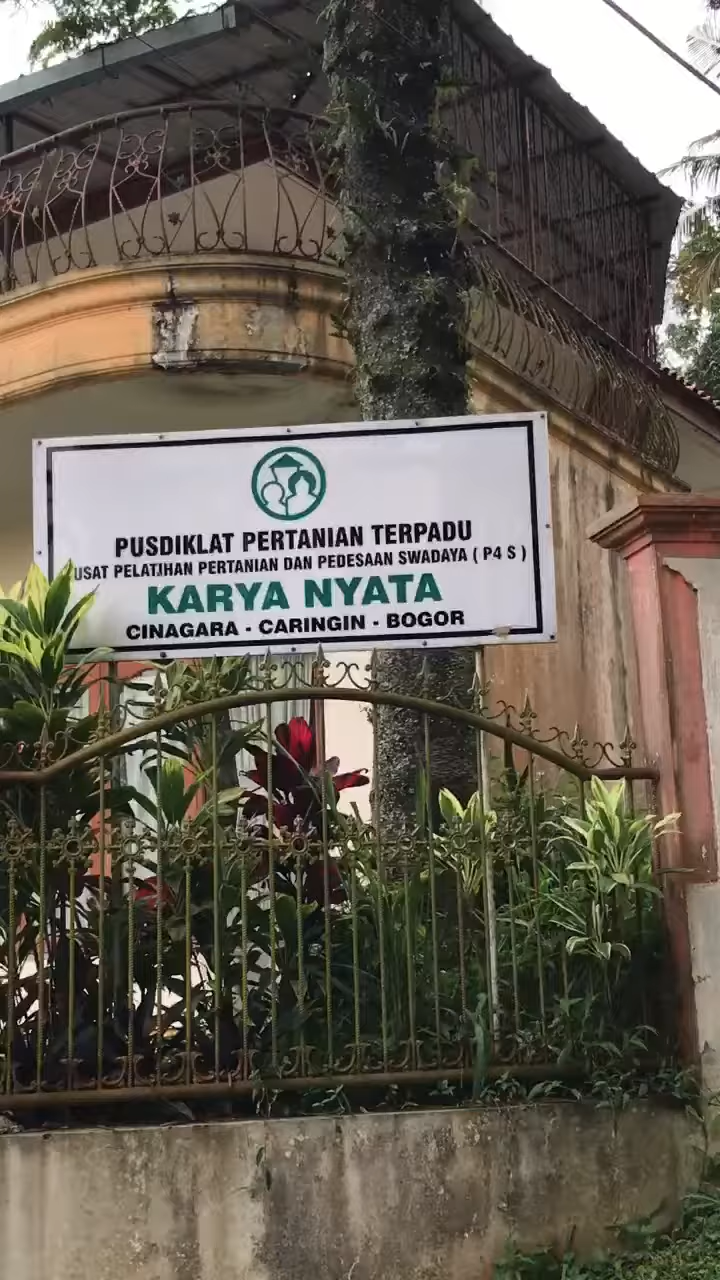 PUSDIKLAT PERTANIAN TERPADU
USAT PELATIHAN PERTANIAN DAN PEDESAAN SWADAYA ( P4 S )
KARYA NYATA
CINAGARA - CARINGIN - BOGOR